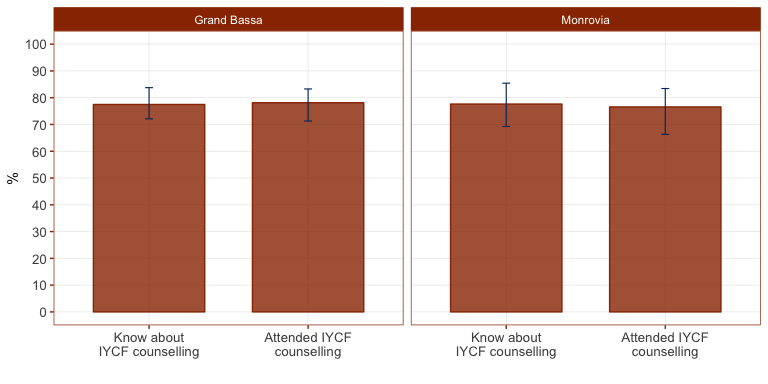 Grand Bassa
Monrovia
%
100
90
80
70
60
50
40
30
20
10
0
Know about
IYCF counselling
Attended IYCF
counselling
Know about
IYCF counselling
Attended IYCF
counselling